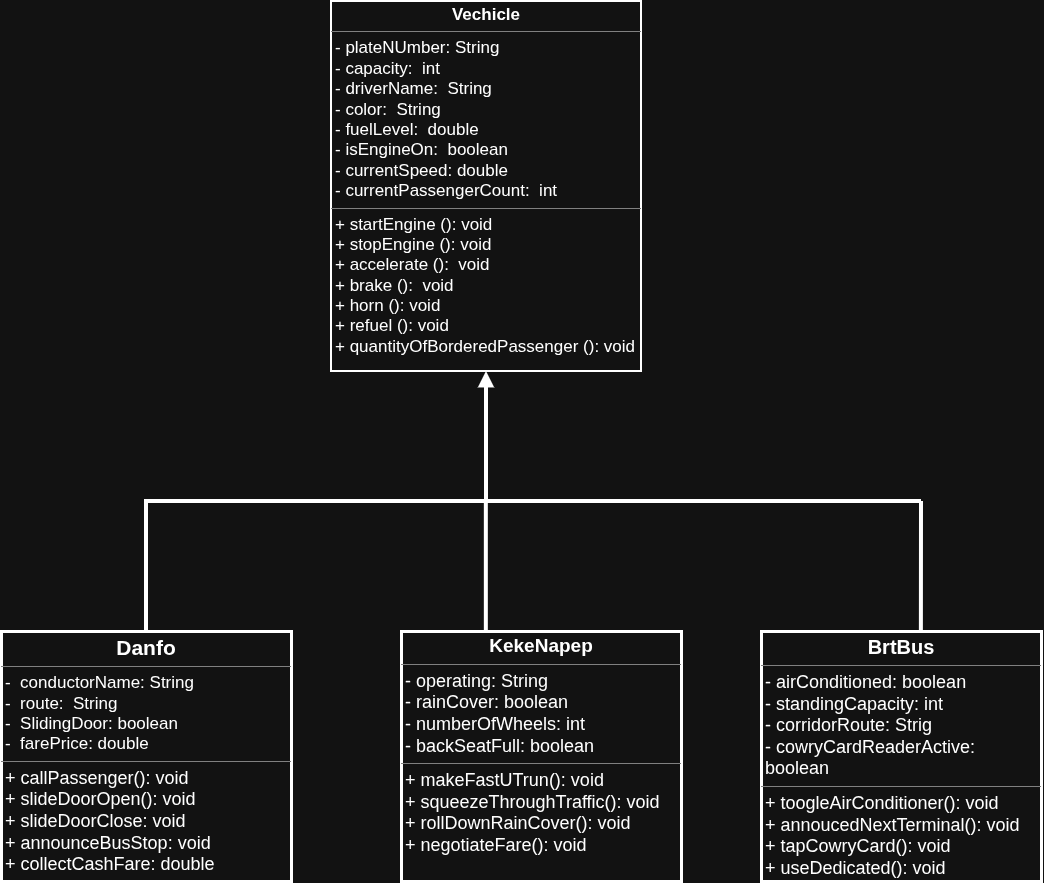 Vechicle
- plateNUmber: String
- capacity:  int
- driverName:  String
- color:  String
- fuelLevel:  double
- isEngineOn:  boolean
- currentSpeed: double
- currentPassengerCount:  int
+ startEngine (): void
+ stopEngine (): void
+ accelerate ():  void
+ brake ():  void
+ horn (): void
+ refuel (): void
+ quantityOfBorderedPassenger (): void
Danfo
-  conductorName: String
-  route:  String
-  SlidingDoor: boolean
-  farePrice: double
+ callPassenger(): void
+ slideDoorOpen(): void
+ slideDoorClose: void
+ announceBusStop: void
+ collectCashFare: double
KekeNapep
- operating: String
- rainCover: boolean
- numberOfWheels: int
- backSeatFull: boolean
+ makeFastUTrun(): void
+ squeezeThroughTraffic(): void
+ rollDownRainCover(): void
+ negotiateFare(): void
BrtBus
- airConditioned: boolean
- standingCapacity: int
- corridorRoute: Strig
- cowryCardReaderActive:
boolean
+ toogleAirConditioner(): void
+ annoucedNextTerminal(): void
+ tapCowryCard(): void
+ useDedicated(): void